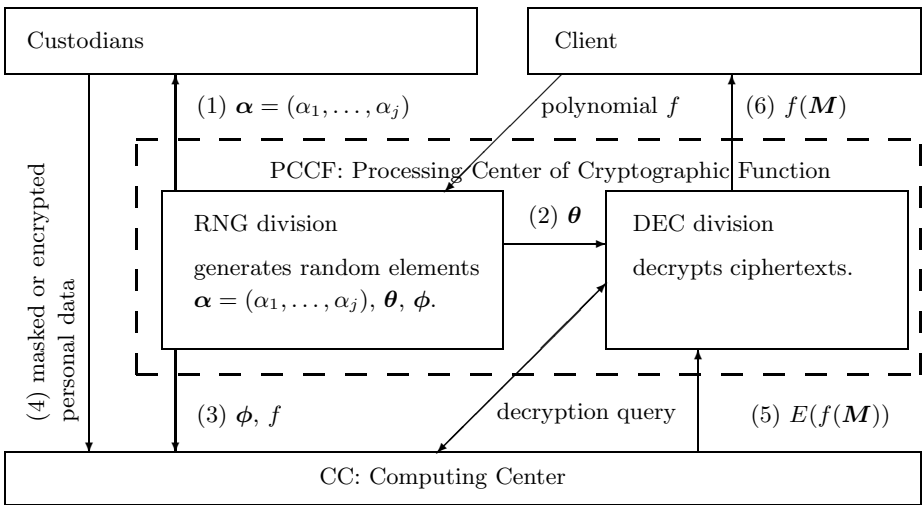 Custodians
Client
(1) α = (α₁, . . . , αⱼ)
polynomial f
(6) f(M)
PCCF: Processing Center of Cryptographic Function
RNG division
generates random elements
α = (α₁, . . . , αⱼ), θ, ϕ.
(2) θ
DEC division
decrypts ciphertexts.
(4) masked or encrypted
personal data
(3) ϕ, f
decryption query
(5) E(f(M))
CC: Computing Center